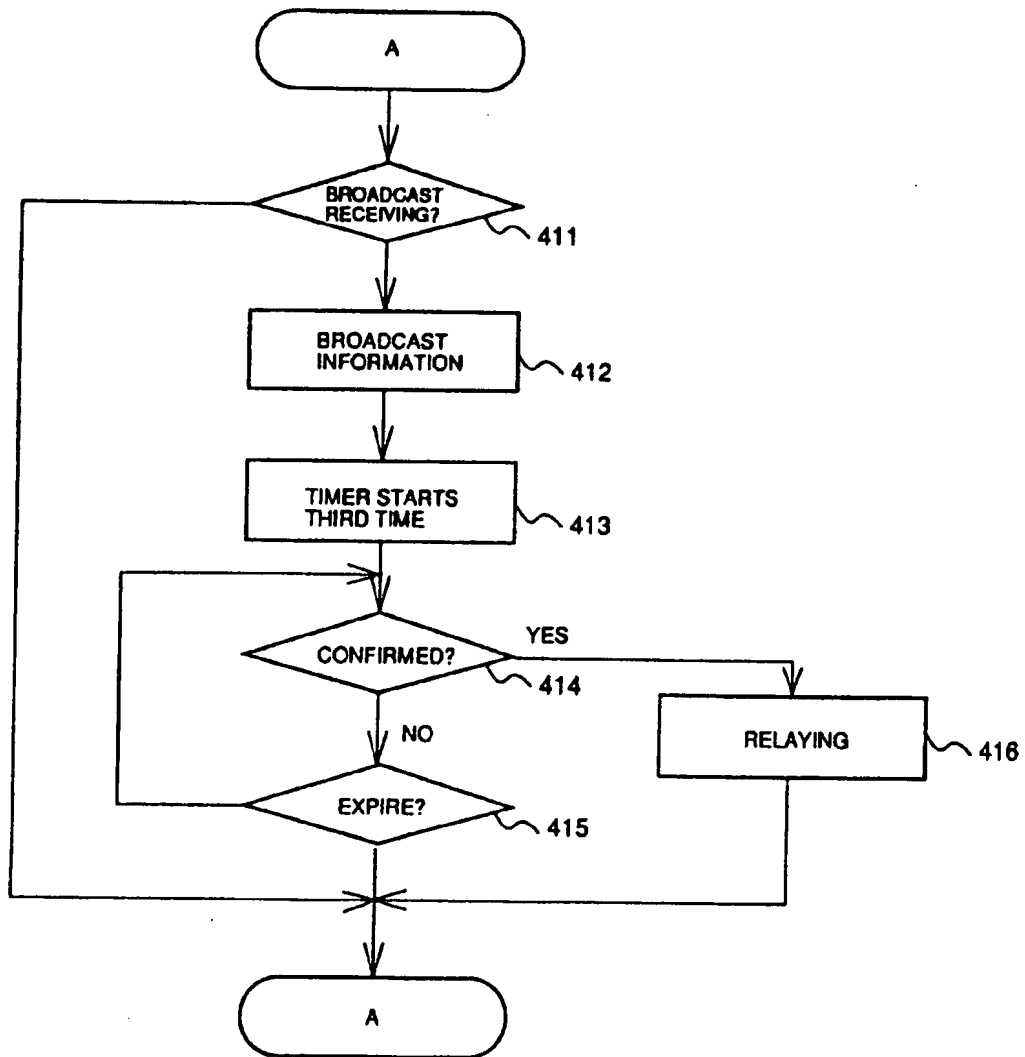 A
BROADCAST
RECEIVING?
411
BROADCAST
INFORMATION
412
TIMER STARTS
THIRD TIME
413
CONFIRMED?
YES
414
NO
RELAYING
416
EXPIRE?
415
A